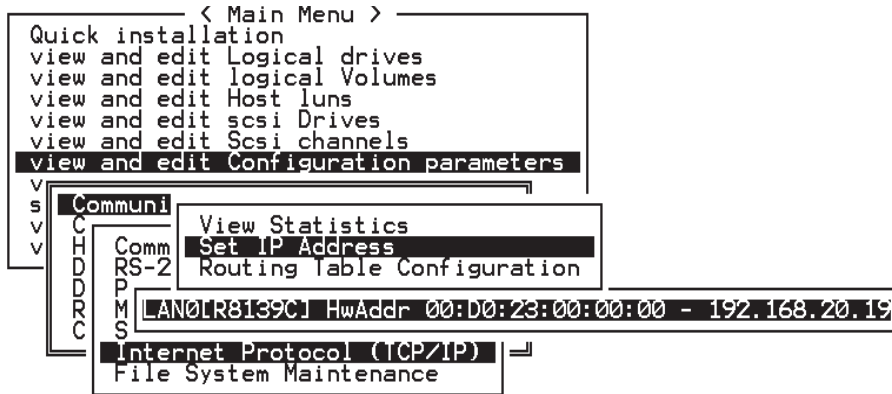 < Main Menu >
Quick installation
view and edit Logical drives
view and edit logical Volumes
view and edit Host luns
view and edit scsi Drives
view and edit Scsi channels
view and edit Configuration parameters
v
s Communi
v C View Statistics
v H Comm Set IP Address
D RS-2 Routing Table Configuration
D P
R M LAN0[R8139C] HwAddr 00:D0:23:00:00:00 - 192.168.20.19
C S
Internet Protocol (TCP/IP)
File System Maintenance